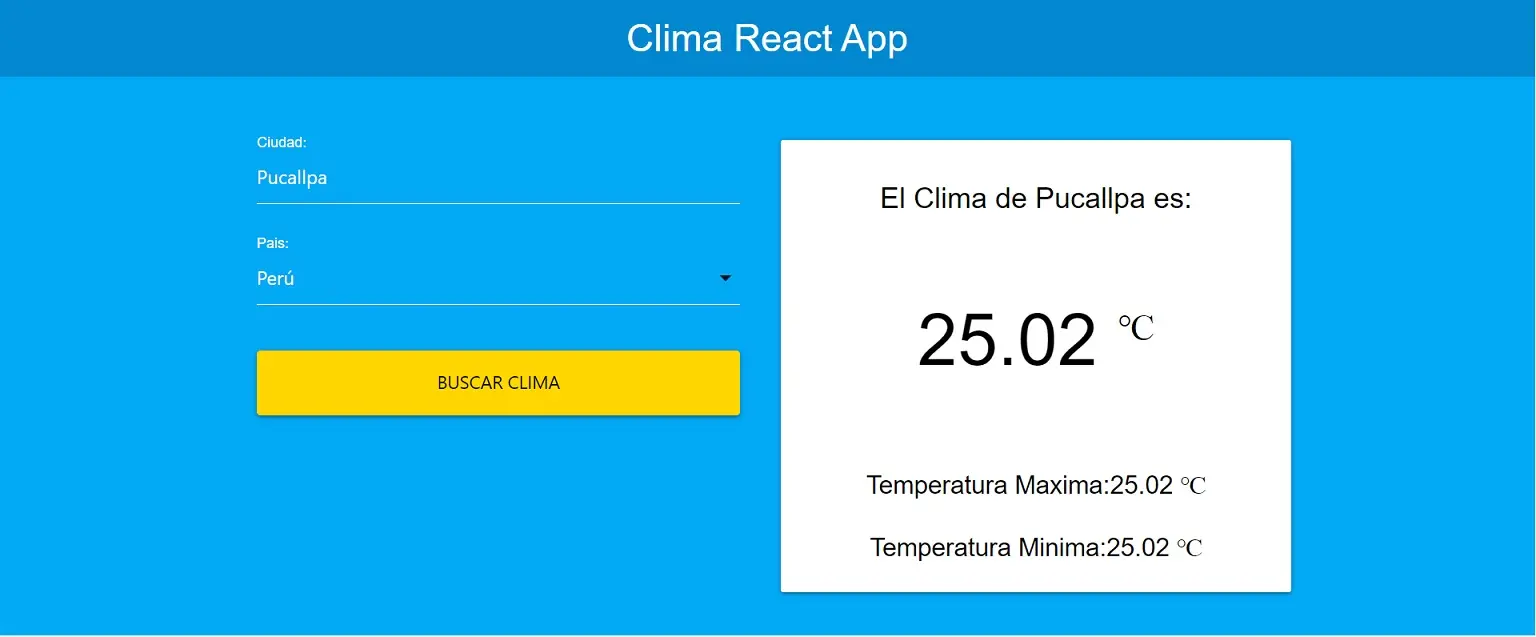 Clima React App
Ciudad:
Pucallpa
Pais:
Perú
BUSCAR CLIMA
El Clima de Pucallpa es:
25.02 ℃
Temperatura Maxima:25.02 ℃
Temperatura Minima:25.02 ℃